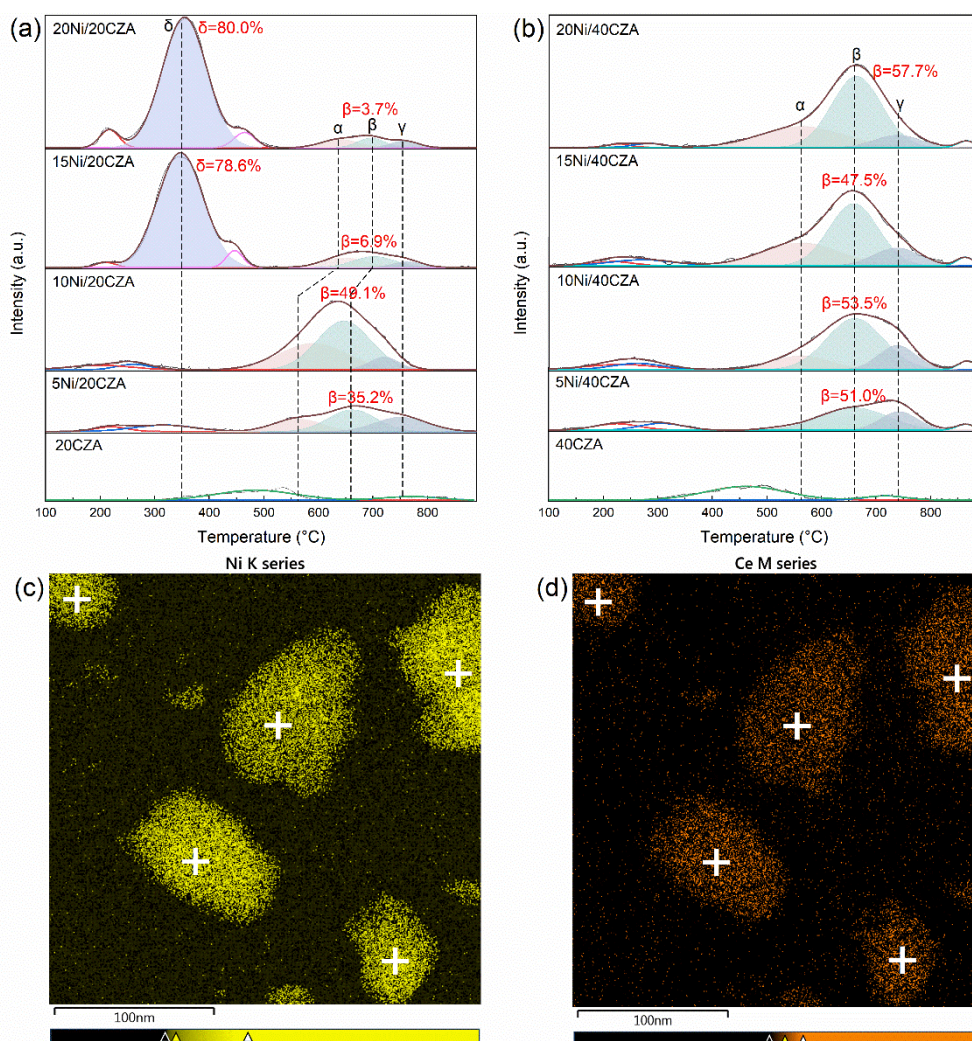 (a)
20Ni/20CZA
δ
δ=80.0%
β=3.7%
α
β
γ
15Ni/20CZA
δ=78.6%
β=6.9%
10Ni/20CZA
β=49.1%
5Ni/20CZA
β=35.2%
20CZA
Intensity (a.u.)
100 200 300 400 500 600 700 800
Temperature (°C)
(b)
20Ni/40CZA
β
β=57.7%
α
γ
15Ni/40CZA
β=47.5%
10Ni/40CZA
β=53.5%
5Ni/40CZA
β=51.0%
40CZA
Intensity (a.u.)
100 200 300 400 500 600 700 800
Temperature (°C)
Ni K series
(c)
100nm
Ce M series
(d)
100nm